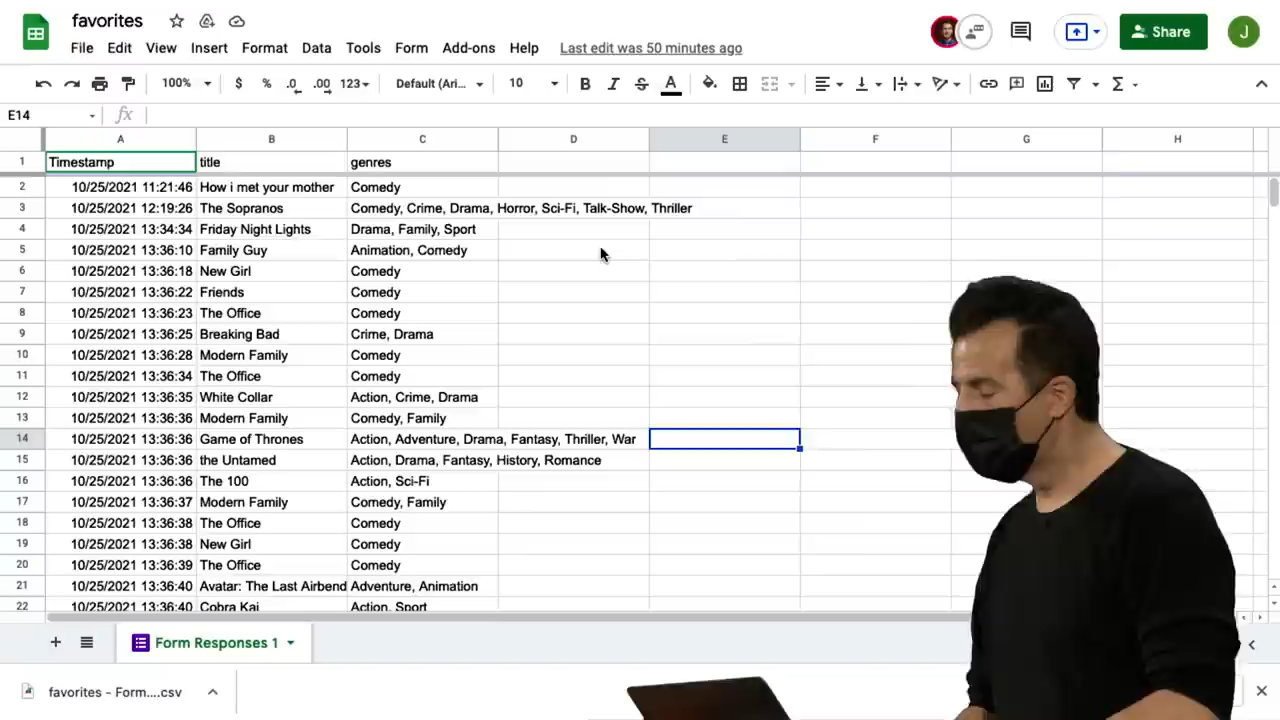 favorites
File Edit View Insert Format Data Tools Form Add-ons Help Last edit was 50 minutes ago
Share J
100% $ % .0 .00 123 Default (Ari... 10 B I S A Σ
E14 fx
A B C D E F G H
1 Timestamp title genres
2 10/25/2021 11:21:46 How i met your mother Comedy
3 10/25/2021 12:19:26 The Sopranos Comedy, Crime, Drama, Horror, Sci-Fi, Talk-Show, Thriller
4 10/25/2021 13:34:34 Friday Night Lights Drama, Family, Sport
5 10/25/2021 13:36:10 Family Guy Animation, Comedy
6 10/25/2021 13:36:18 New Girl Comedy
7 10/25/2021 13:36:22 Friends Comedy
8 10/25/2021 13:36:23 The Office Comedy
9 10/25/2021 13:36:25 Breaking Bad Crime, Drama
10 10/25/2021 13:36:28 Modern Family Comedy
11 10/25/2021 13:36:34 The Office Comedy
12 10/25/2021 13:36:35 White Collar Action, Crime, Drama
13 10/25/2021 13:36:36 Modern Family Comedy, Family
14 10/25/2021 13:36:36 Game of Thrones Action, Adventure, Drama, Fantasy, Thriller, War
15 10/25/2021 13:36:36 the Untamed Action, Drama, Fantasy, History, Romance
16 10/25/2021 13:36:36 The 100 Action, Sci-Fi
17 10/25/2021 13:36:37 Modern Family Comedy, Family
18 10/25/2021 13:36:38 The Office Comedy
19 10/25/2021 13:36:38 New Girl Comedy
20 10/25/2021 13:36:39 The Office Comedy
21 10/25/2021 13:36:40 Avatar: The Last Airbend Adventure, Animation
22 10/25/2021 13:36:40 Cobra Kai Action, Sport
Form Responses 1
favorites - Form....csv